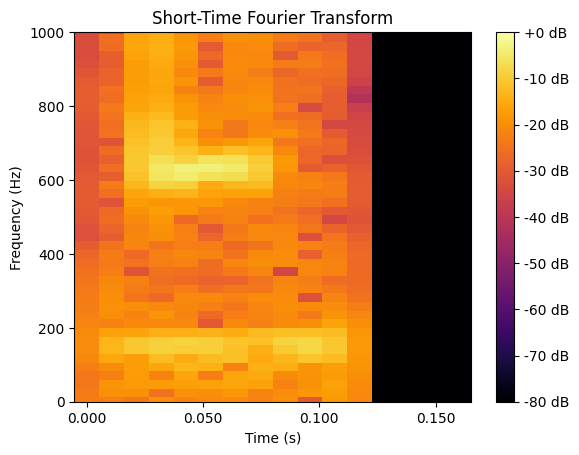 Short-Time Fourier Transform
1000
800
600
400
200
0
Frequency (Hz)
0.000
0.050
0.100
0.150
Time (s)
+0 dB
-10 dB
-20 dB
-30 dB
-40 dB
-50 dB
-60 dB
-70 dB
-80 dB